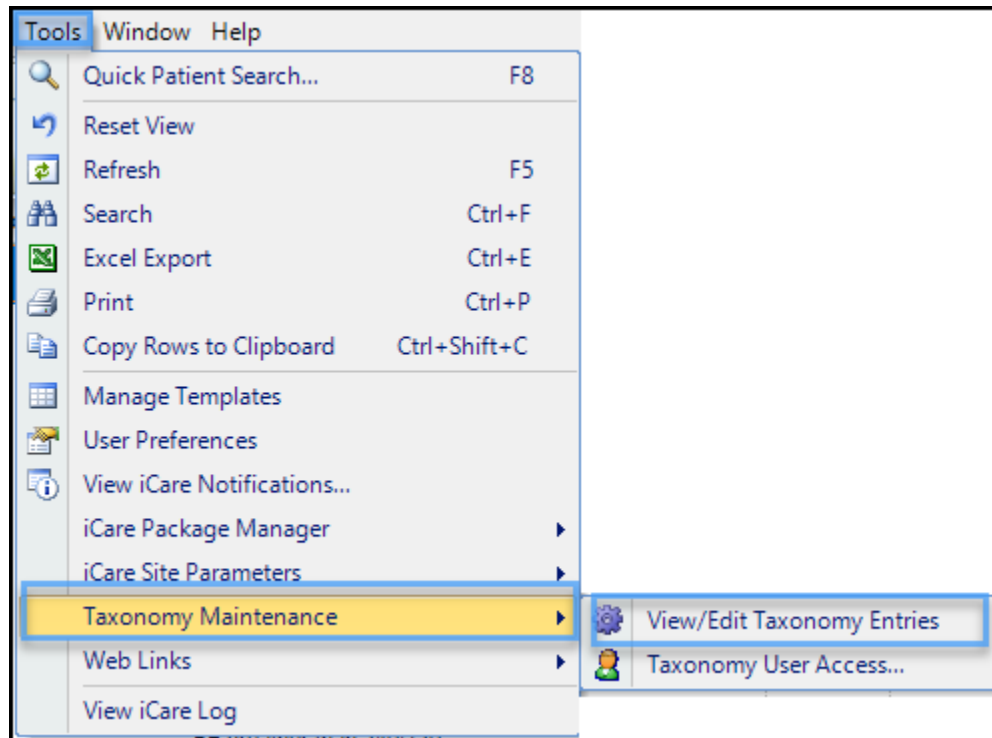 Tools Window Help
Quick Patient Search... F8
Reset View
Refresh F5
Search Ctrl+F
Excel Export Ctrl+E
Print Ctrl+P
Copy Rows to Clipboard Ctrl+Shift+C
Manage Templates
User Preferences
View iCare Notifications...
iCare Package Manager
iCare Site Parameters
Taxonomy Maintenance
View/Edit Taxonomy Entries
Web Links
Taxonomy User Access...
View iCare Log